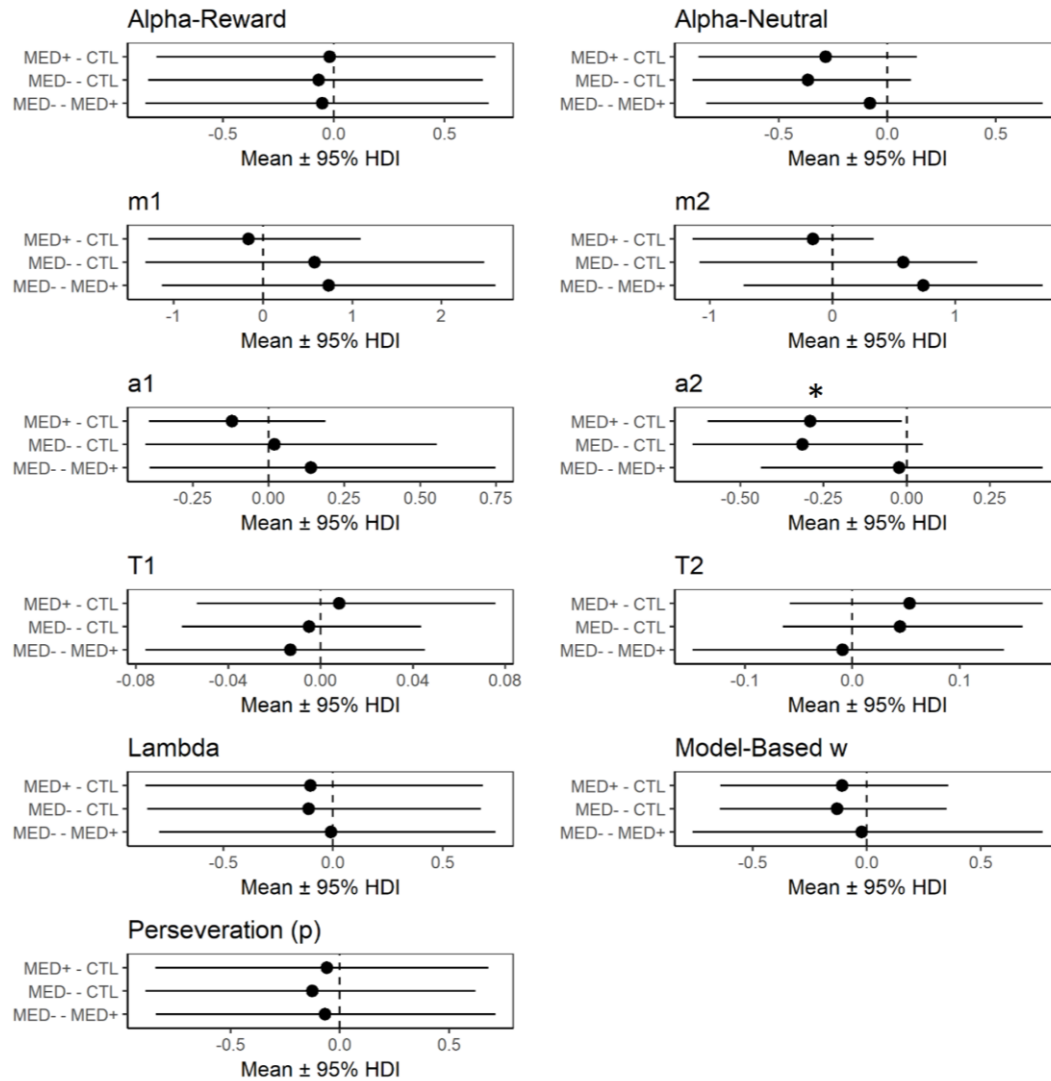 Alpha-Reward
MED+ - CTL
MED- - CTL
MED- - MED+
-0.5 0.0 0.5
Mean ± 95% HDI
Alpha-Neutral
MED+ - CTL
MED- - CTL
MED- - MED+
-0.5 0.0 0.5
Mean ± 95% HDI
m1
MED+ - CTL
MED- - CTL
MED- - MED+
-1 0 1 2
Mean ± 95% HDI
m2
MED+ - CTL
MED- - CTL
MED- - MED+
-1 0 1
Mean ± 95% HDI
a1
MED+ - CTL
MED- - CTL
MED- - MED+
-0.25 0.00 0.25 0.50 0.75
Mean ± 95% HDI
a2
*
MED+ - CTL
MED- - CTL
MED- - MED+
-0.50 -0.25 0.00 0.25
Mean ± 95% HDI
T1
MED+ - CTL
MED- - CTL
MED- - MED+
-0.08 -0.04 0.00 0.04 0.08
Mean ± 95% HDI
T2
MED+ - CTL
MED- - CTL
MED- - MED+
-0.1 0.0 0.1
Mean ± 95% HDI
Lambda
MED+ - CTL
MED- - CTL
MED- - MED+
-0.5 0.0 0.5
Mean ± 95% HDI
Model-Based w
MED+ - CTL
MED- - CTL
MED- - MED+
-0.5 0.0 0.5
Mean ± 95% HDI
Perseveration (p)
MED+ - CTL
MED- - CTL
MED- - MED+
-0.5 0.0 0.5
Mean ± 95% HDI